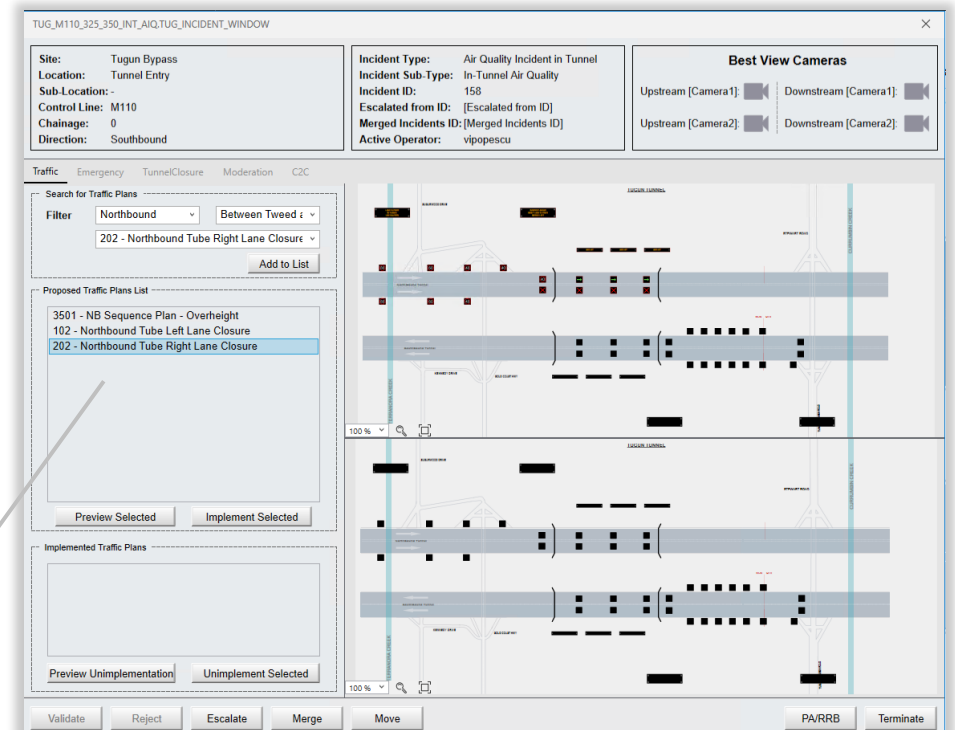 TUG_M110_325_350_INT_AIQ.TUG_INCIDENT_WINDOW
Site: Tugun Bypass
Location: Tunnel Entry
Sub-Location: -
Control Line: M110
Chainage: 0
Direction: Southbound
Incident Type: Air Quality Incident in Tunnel
Incident Sub-Type: In-Tunnel Air Quality
Incident ID: 158
Escalated from ID: [Escalated from ID]
Merged Incidents ID: [Merged Incidents ID]
Active Operator: vipopescu
Best View Cameras
Upstream [Camera1]: Downstream [Camera1]:
Upstream [Camera2]: Downstream [Camera2]:
Traffic Emergency TunnelClosure Moderation C2C
Search for Traffic Plans
Filter Northbound Between Tweed
202 - Northbound Tube Right Lane Closure
Add to List
Proposed Traffic Plans List
3501 - NB Sequence Plan - Overheight
102 - Northbound Tube Left Lane Closure
202 - Northbound Tube Right Lane Closure
Preview Selected Implement Selected
Implemented Traffic Plans
Preview Unimplementation Unimplement Selected
TUGUN TUNNEL
100 %
TUGUN TUNNEL
100 %
Validate Reject Escalate Merge Move PA/RRB Terminate